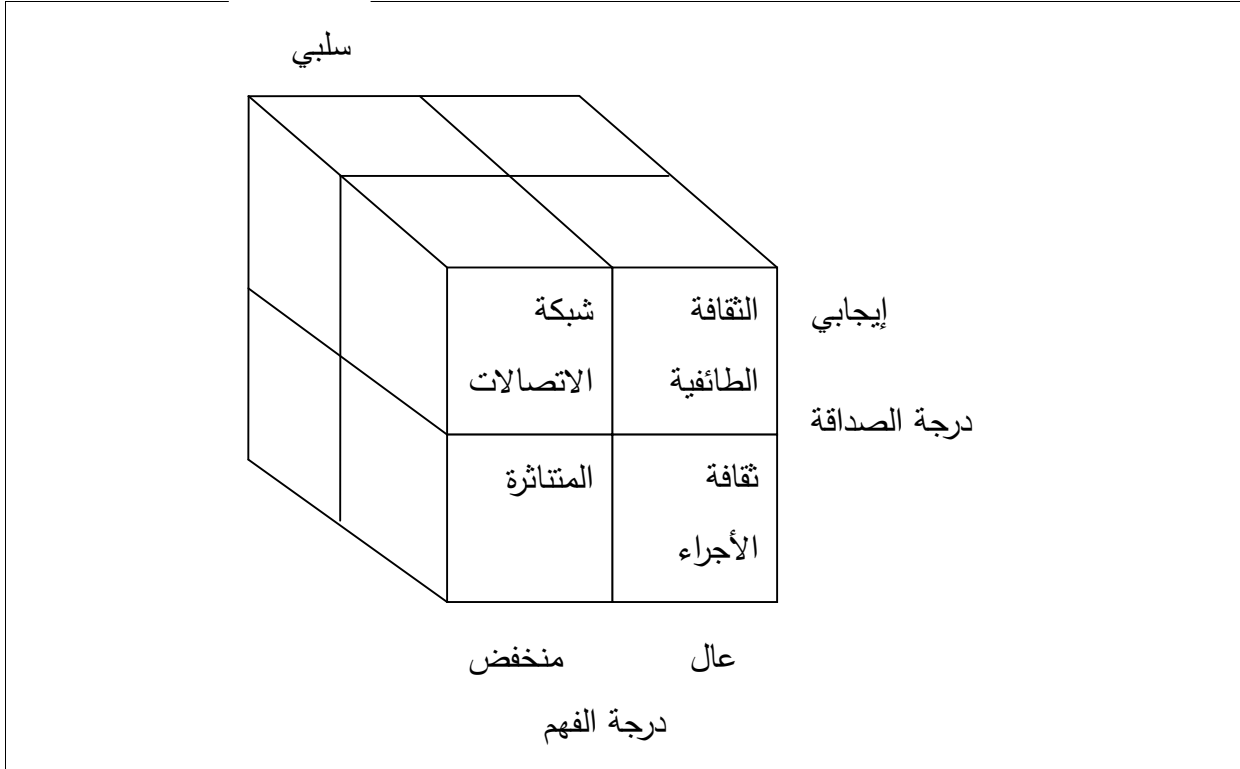 سلبي
الثقافة الطائفية
شبكة الاتصالات
إيجابي
درجة الصداقة
ثقافة الأجراء
المتناثرة
عال
منخفض
درجة الفهم